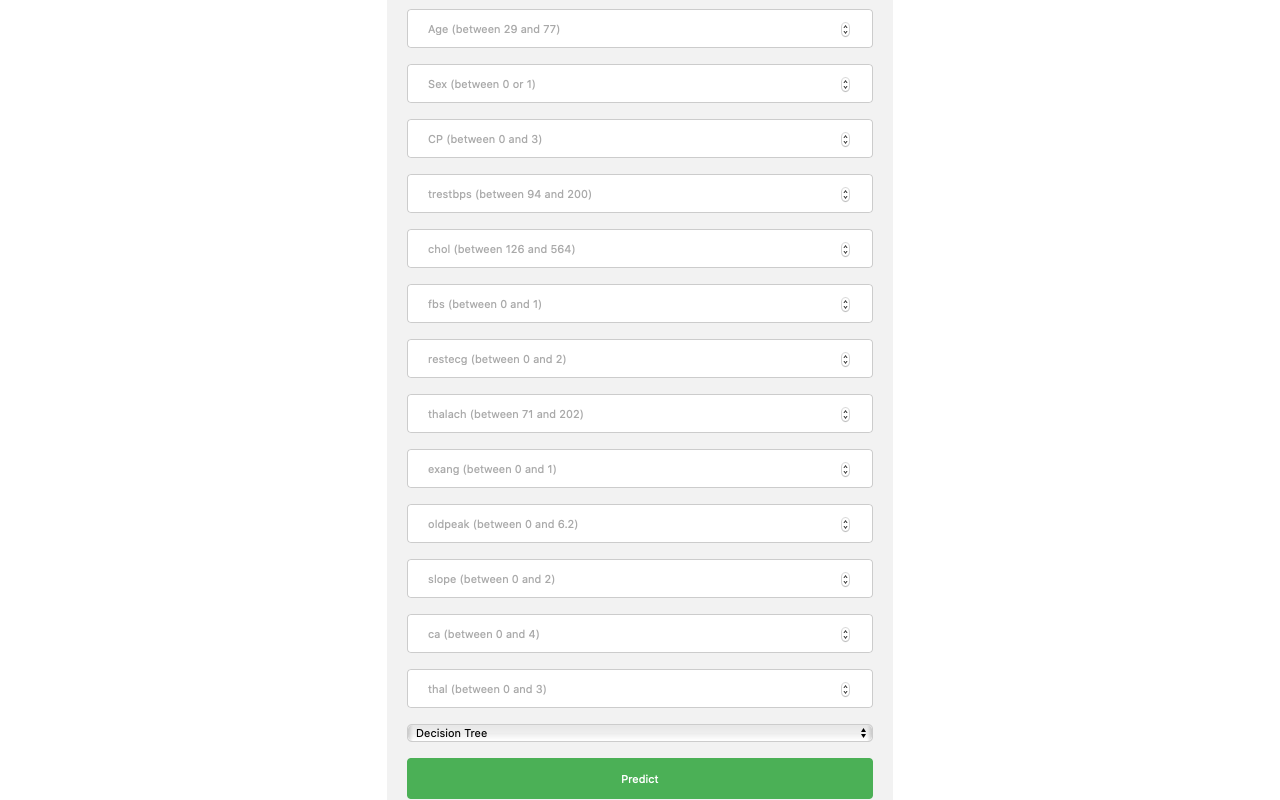 Age (between 29 and 77)
Sex (between 0 or 1)
CP (between 0 and 3)
trestbps (between 94 and 200)
chol (between 126 and 564)
fbs (between 0 and 1)
restecg (between 0 and 2)
thalach (between 71 and 202)
exang (between 0 and 1)
oldpeak (between 0 and 6.2)
slope (between 0 and 2)
ca (between 0 and 4)
thal (between 0 and 3)
Decision Tree
Predict